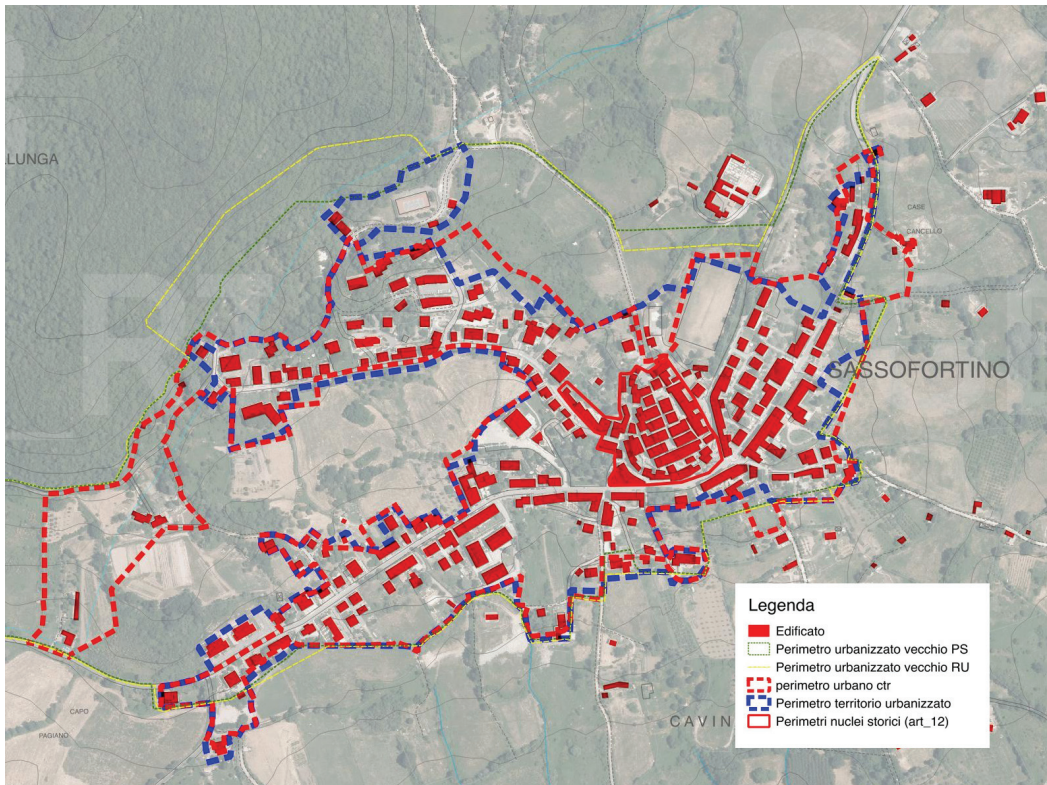 LUNGA
CASE
CANCELLO
SASSOFORTINO
CAPO
PAGIANO
CAVIN
Legenda
Edificato
Perimetro urbanizzato vecchio PS
Perimetro urbanizzato vecchio RU
perimetro urbano ctr
Perimetro territorio urbanizzato
Perimetri nuclei storici (art_12)